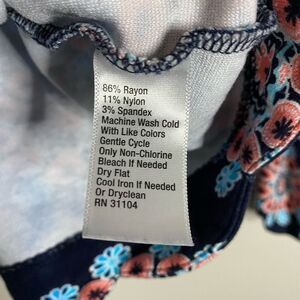 86% Rayon
11% Nylon
3% Spandex
Machine Wash Cold
With Like Colors
Gentle Cycle
Only Non-Chlorine
Bleach If Needed
Dry Flat
Cool Iron If Needed
Or Dryclean
RN 31104